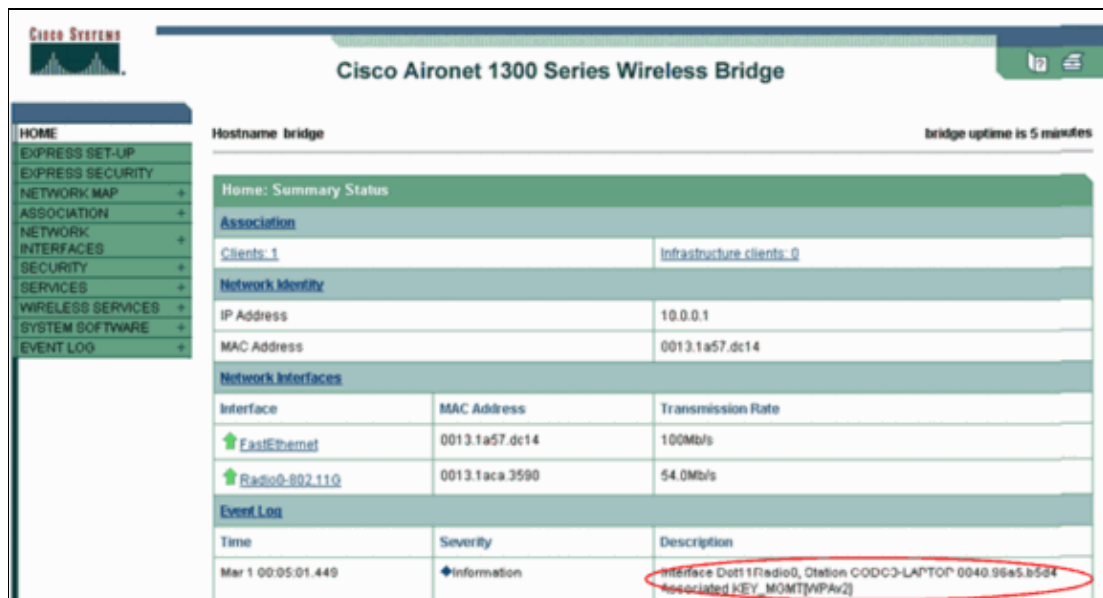 CISCO SYSTEMS
Cisco Aironet 1300 Series Wireless Bridge
HOME
EXPRESS SET-UP
EXPRESS SECURITY
NETWORK MAP +
ASSOCIATION +
NETWORK
INTERFACES +
SECURITY +
SERVICES +
WIRELESS SERVICES +
SYSTEM SOFTWARE +
EVENT LOG +
Hostname bridge
bridge uptime is 5 minutes
Home: Summary Status
Association
Clients: 1
Infrastructure clients: 0
Network Identity
IP Address
10.0.0.1
MAC Address
0013.1a57.dc14
Network Interfaces
Interface MAC Address Transmission Rate
FastEthernet 0013.1a57.dc14 100Mb/s
Radio0-802.11G 0013.1aca.3590 54.0Mb/s
Event Log
Time Severity Description
Mar 1 00:05:01.449 Information Interface Dot11Radio0, Station CODC3-LAPTOP 0040.96a5.b5d4
Associated KEY_MGMT[WPAv2]